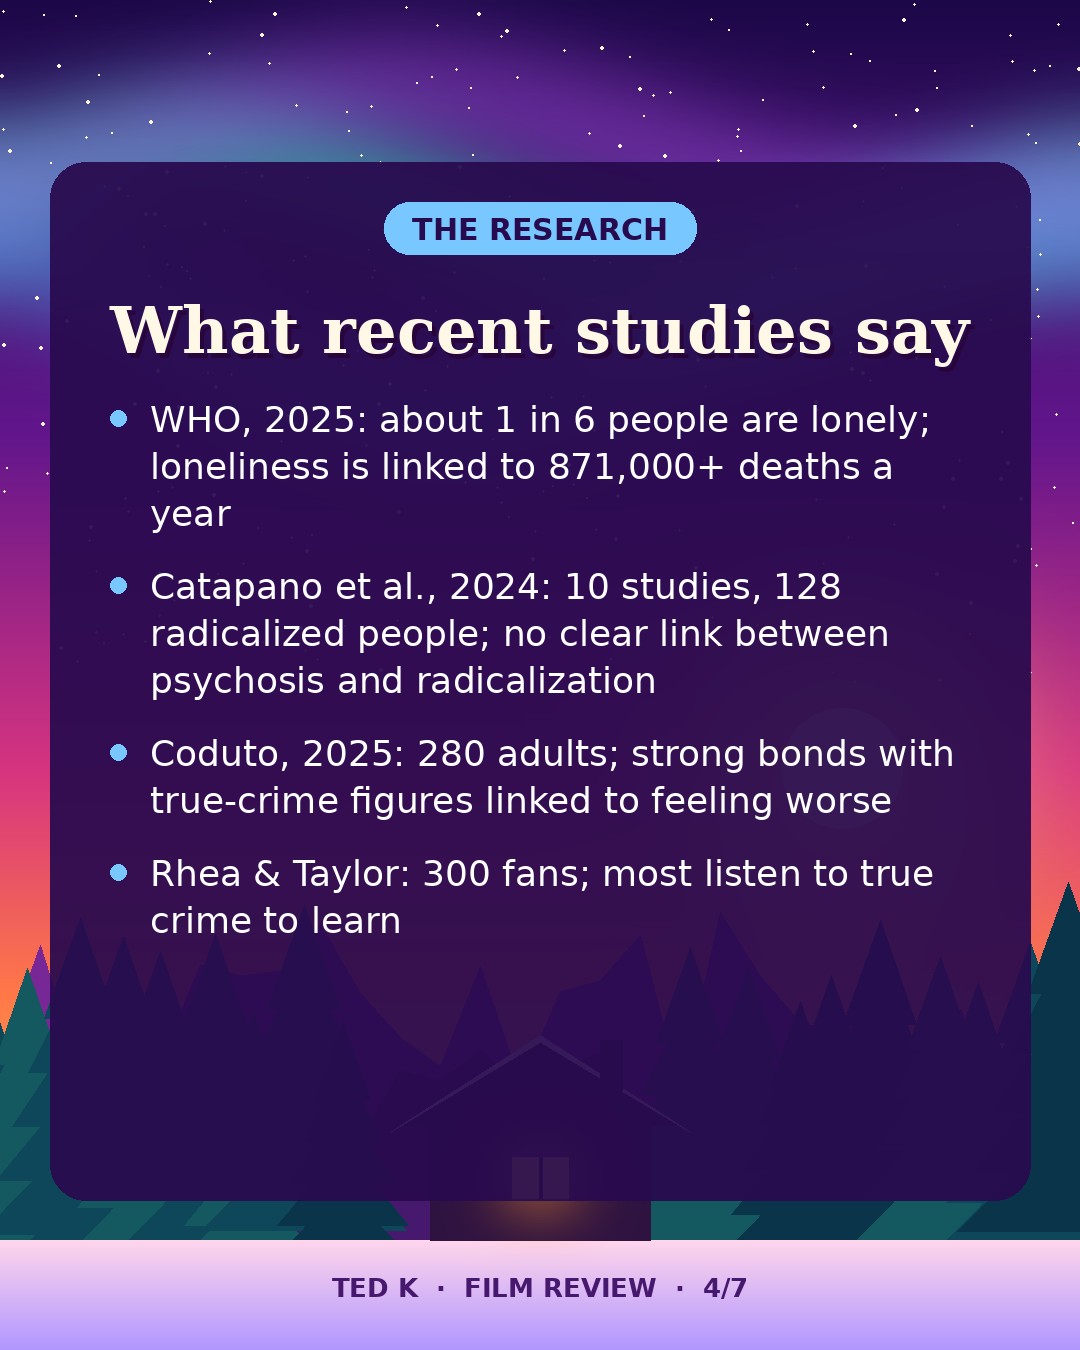 THE RESEARCH
What recent studies say
WHO, 2025: about 1 in 6 people are lonely;
loneliness is linked to 871,000+ deaths a
year
Catapano et al., 2024: 10 studies, 128
radicalized people; no clear link between
psychosis and radicalization
Coduto, 2025: 280 adults; strong bonds with
true-crime figures linked to feeling worse
Rhea & Taylor: 300 fans; most listen to true
crime to learn
TED K · FILM REVIEW · 4/7